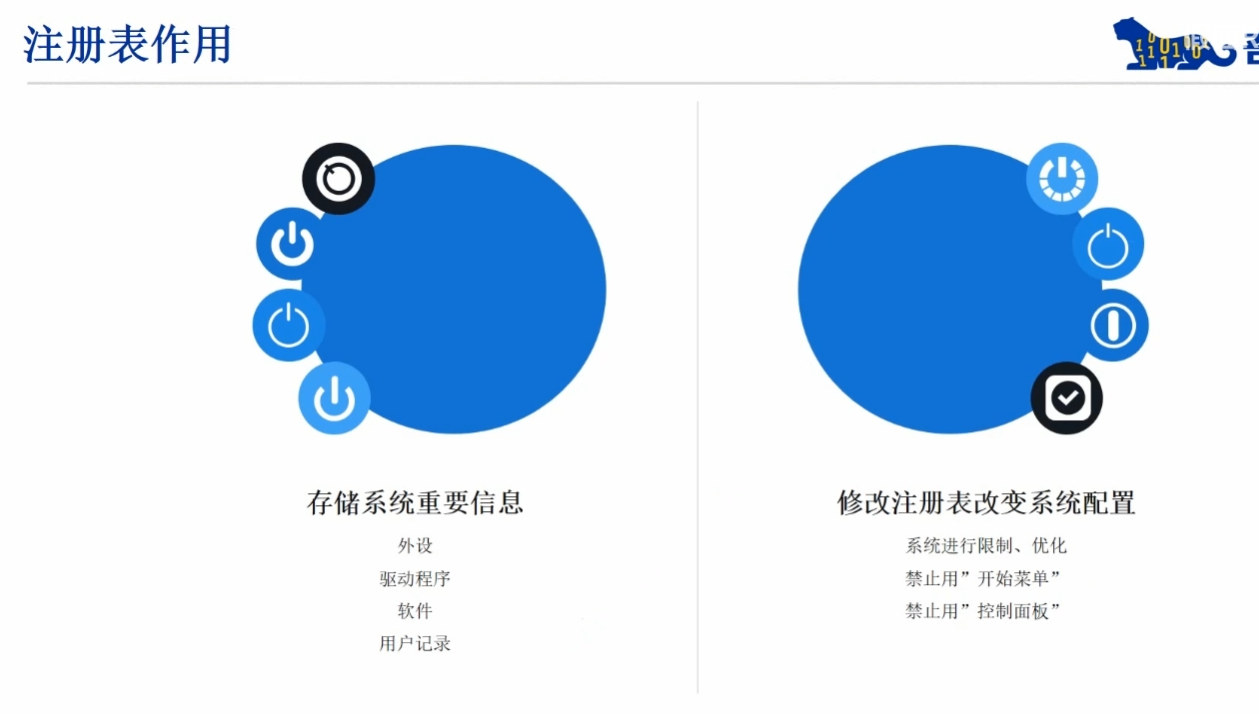 注册表作用
存储系统重要信息
外设
驱动程序
软件
用户记录
修改注册表改变系统配置
系统进行限制、优化
禁止用”开始菜单”
禁止用”控制面板”